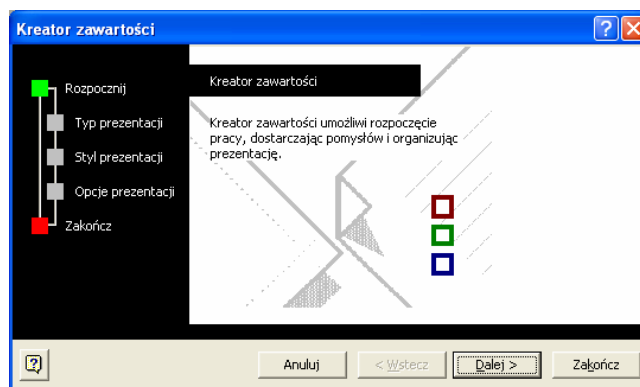 Kreator zawartości
Rozpocznij
Typ prezentacji
Styl prezentacji
Opcje prezentacji
Zakończ
Kreator zawartości
Kreator zawartości umożliwi rozpoczęcie
pracy, dostarczając pomysłów i organizując
prezentację.
Anuluj
< Wstecz
Dalej >
Zakończ